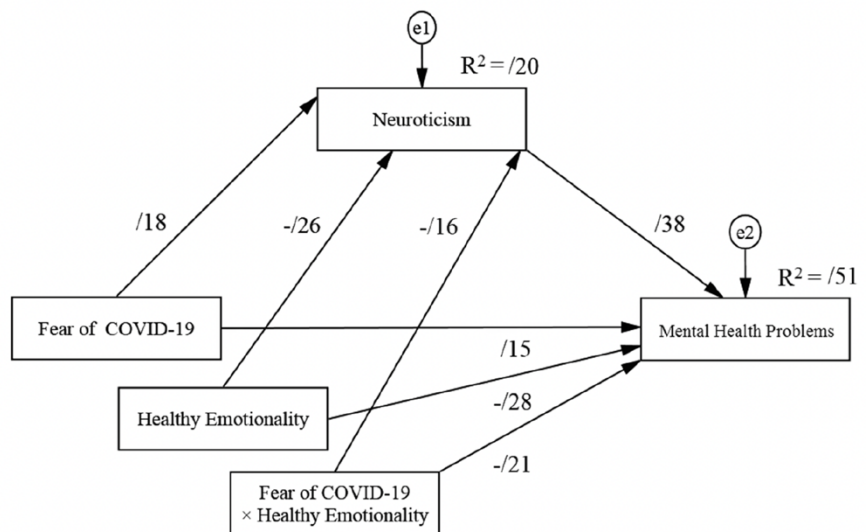 e1
R² = /20
Neuroticism
/18
-/26
-/16
/38
e2
R² = /51
Fear of COVID-19
Mental Health Problems
/15
Healthy Emotionality
-/28
-/21
Fear of COVID-19
× Healthy Emotionality